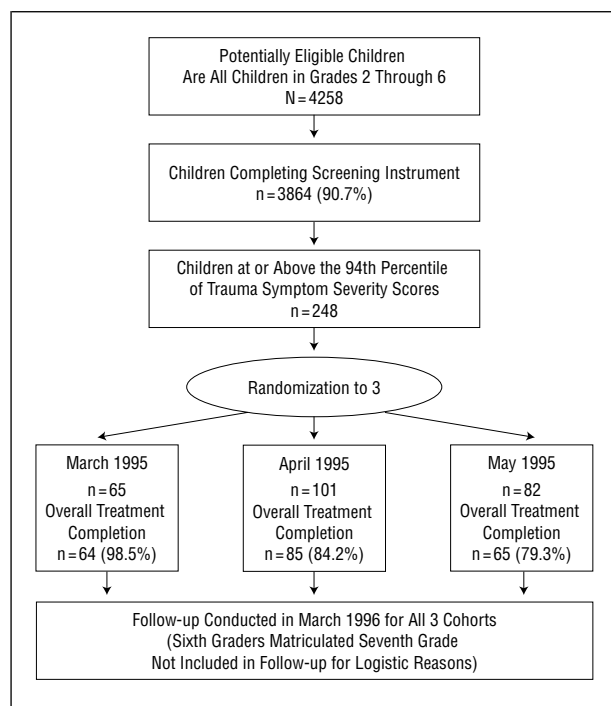 Potentially Eligible Children
Are All Children in Grades 2 Through 6
N=4258
Children Completing Screening Instrument
n=3864 (90.7%)
Children at or Above the 94th Percentile
of Trauma Symptom Severity Scores
n=248
Randomization to 3
March 1995
n=65
Overall Treatment
Completion
n=64 (98.5%)
April 1995
n=101
Overall Treatment
Completion
n=85 (84.2%)
May 1995
n=82
Overall Treatment
Completion
n=65 (79.3%)
Follow-up Conducted in March 1996 for All 3 Cohorts
(Sixth Graders Matriculated Seventh Grade
Not Included in Follow-up for Logistic Reasons)